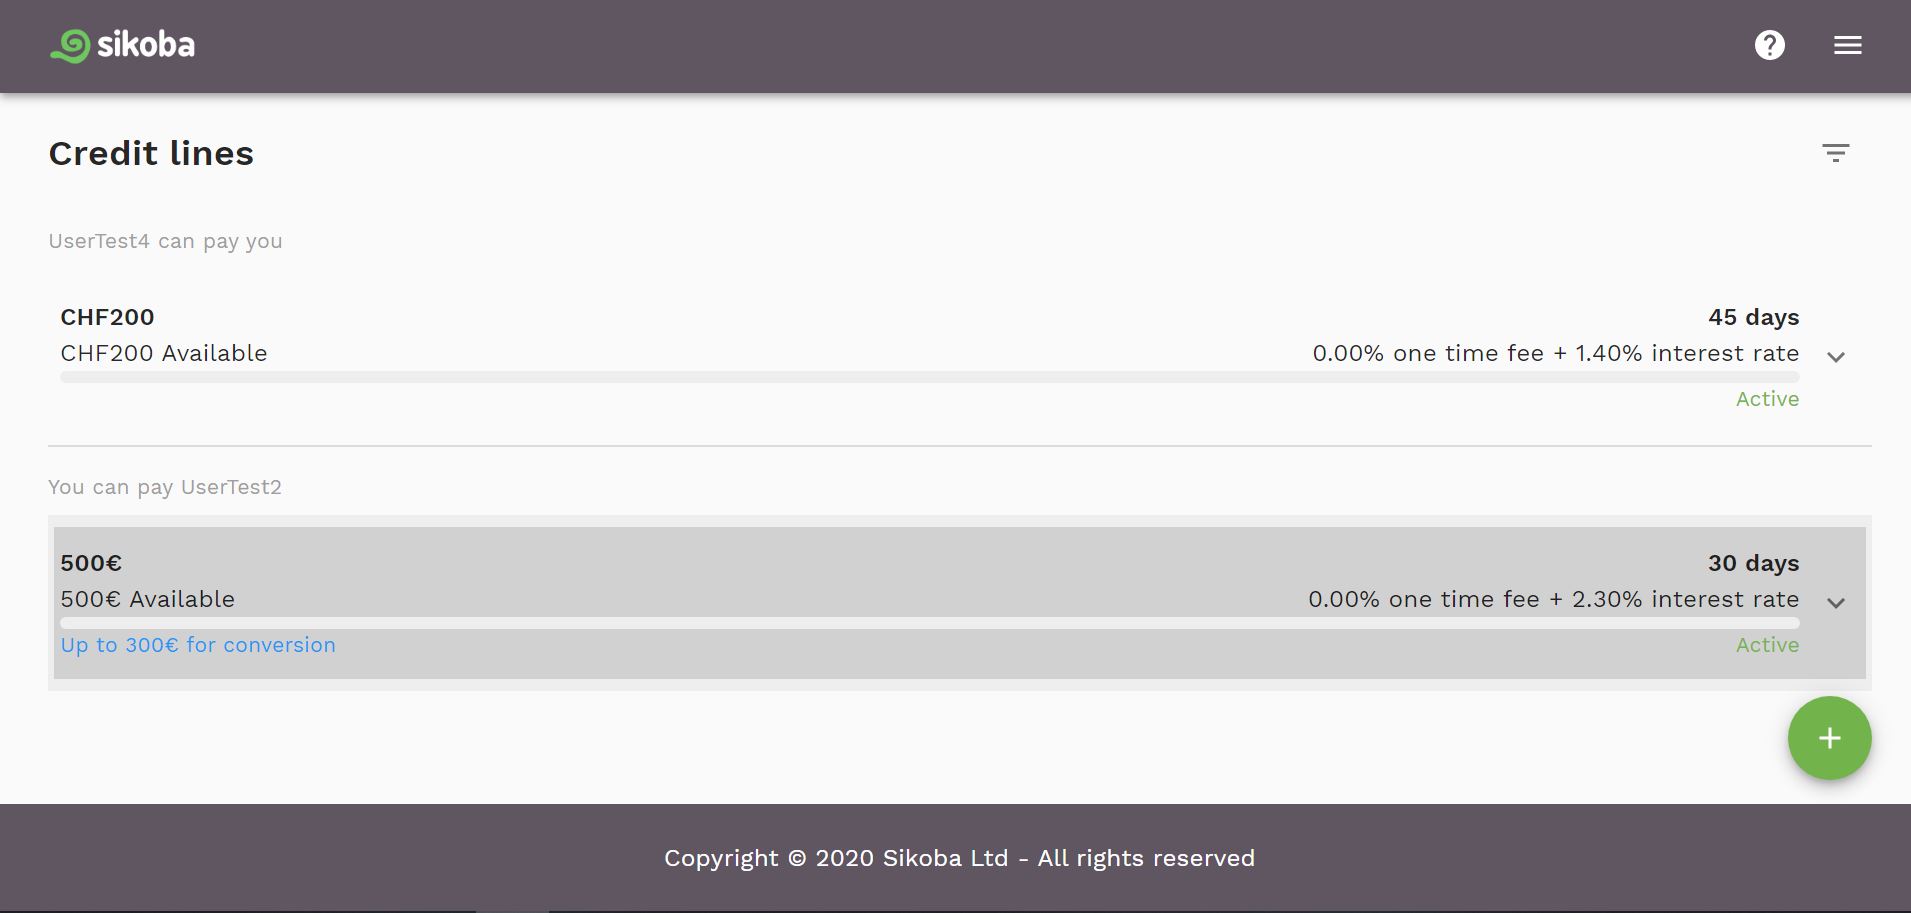 sikoba
Credit lines
UserTest4 can pay you
CHF200
45 days
CHF200 Available
0.00% one time fee + 1.40% interest rate
Active
You can pay UserTest2
500€
30 days
500€ Available
0.00% one time fee + 2.30% interest rate
Up to 300€ for conversion
Active
Copyright © 2020 Sikoba Ltd - All rights reserved